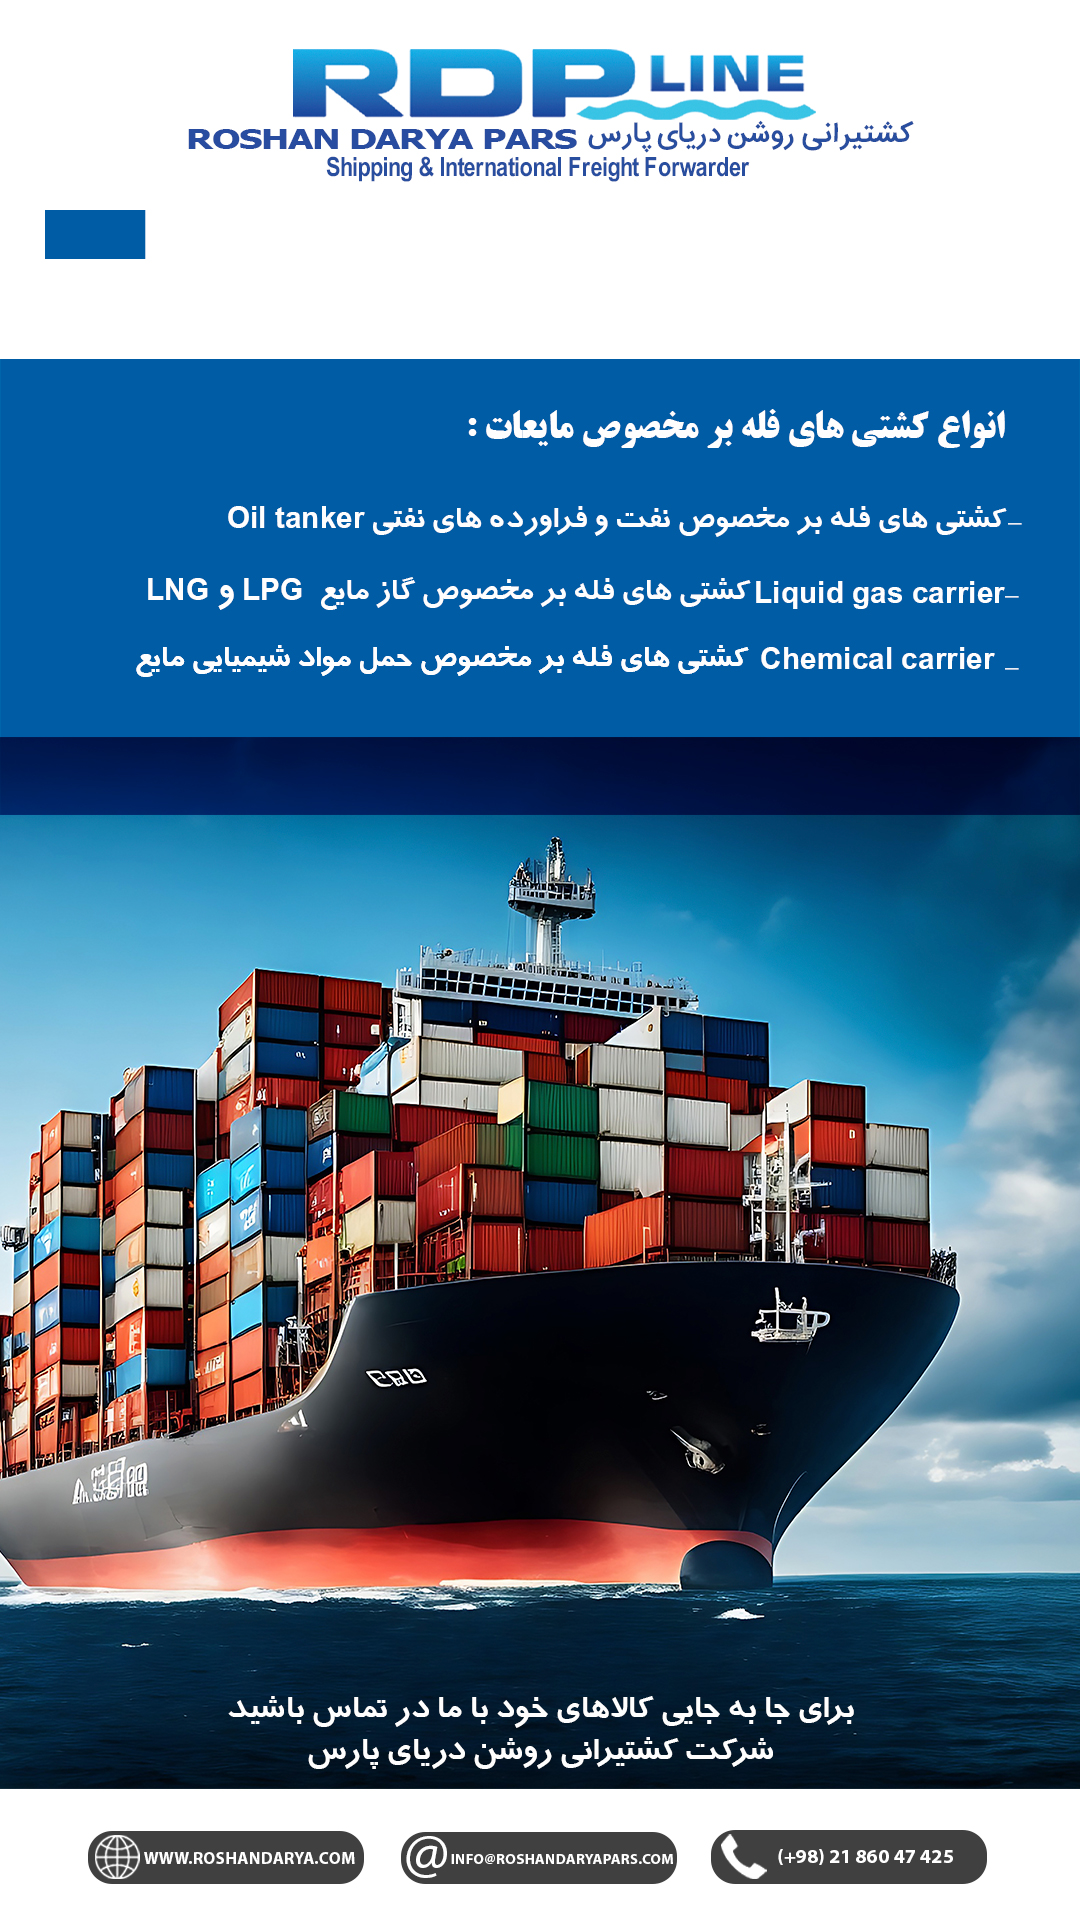 RDP LINE
ROSHAN DARYA PARS کشتیرانی روشن دریای پارس
Shipping & International Freight Forwarder
انواع کشتی های فله بر مخصوص مایعات :
_کشتی های فله بر مخصوص نفت و فراورده های نفتی Oil tanker
_Liquid gas carrier کشتی های فله بر مخصوص گاز مایع LPG و LNG
_ Chemical carrier کشتی های فله بر مخصوص حمل مواد شیمیایی مایع
برای جا به جایی کالاهای خود با ما در تماس باشید
شرکت کشتیرانی روشن دریای پارس
WWW.ROSHANDARYA.COM
INFO@ROSHANDARYAPARS.COM
(+98) 21 860 47 425